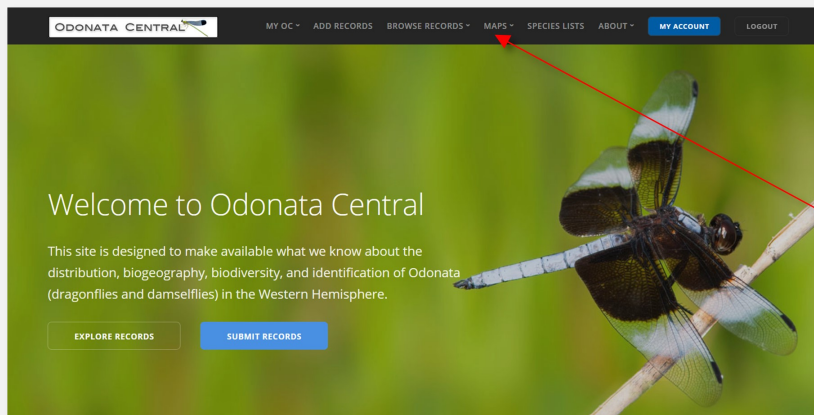 ODONATA CENTRAL
MY OC
ADD RECORDS
BROWSE RECORDS
MAPS
SPECIES LISTS
ABOUT
MY ACCOUNT
LOGOUT
Welcome to Odonata Central
This site is designed to make available what we know about the
distribution, biogeography, biodiversity, and identification of Odonata
(dragonflies and damselflies) in the Western Hemisphere.
EXPLORE RECORDS
SUBMIT RECORDS